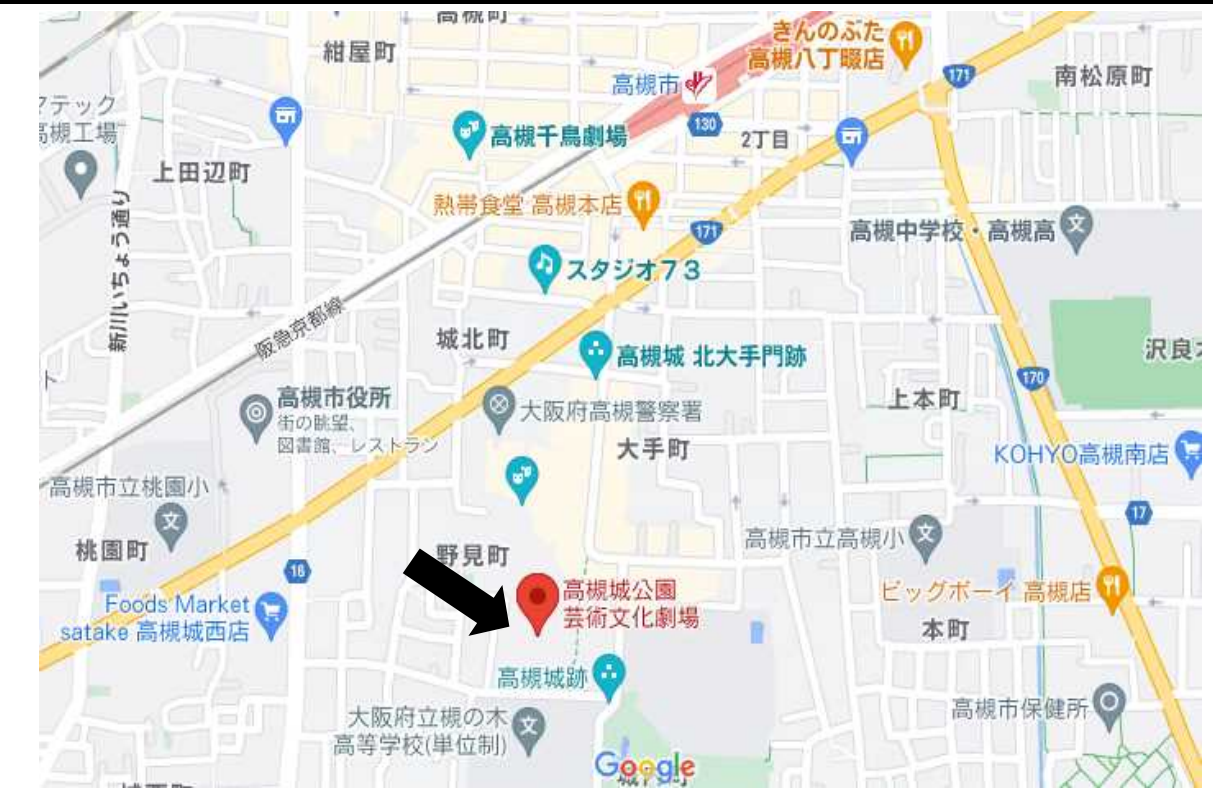 高槻町
紺屋町
きんのぶた
高槻八丁畷店
171
南松原町
高槻市
アテック
高槻工場
130
2丁目
高槻千鳥劇場
上田辺町
熱帯食堂 高槻本店
171
高槻中学校・高槻高
新川いちょう通り
スタジオ73
阪急京都線
城北町
高槻城 北大手門跡
沢良木
170
高槻市役所
街の眺望、
図書館、レストラン
大阪府高槻警察署
上本町
大手町
KOHYO高槻南店
高槻市立桃園小
17
桃園町
高槻市立高槻小
野見町
16
高槻城公園
芸術文化劇場
ビッグボーイ 高槻店
Foods Market
satake 高槻城西店
本町
高槻城跡
大阪府立槻の木
高等学校(単位制)
高槻市保健所
Google